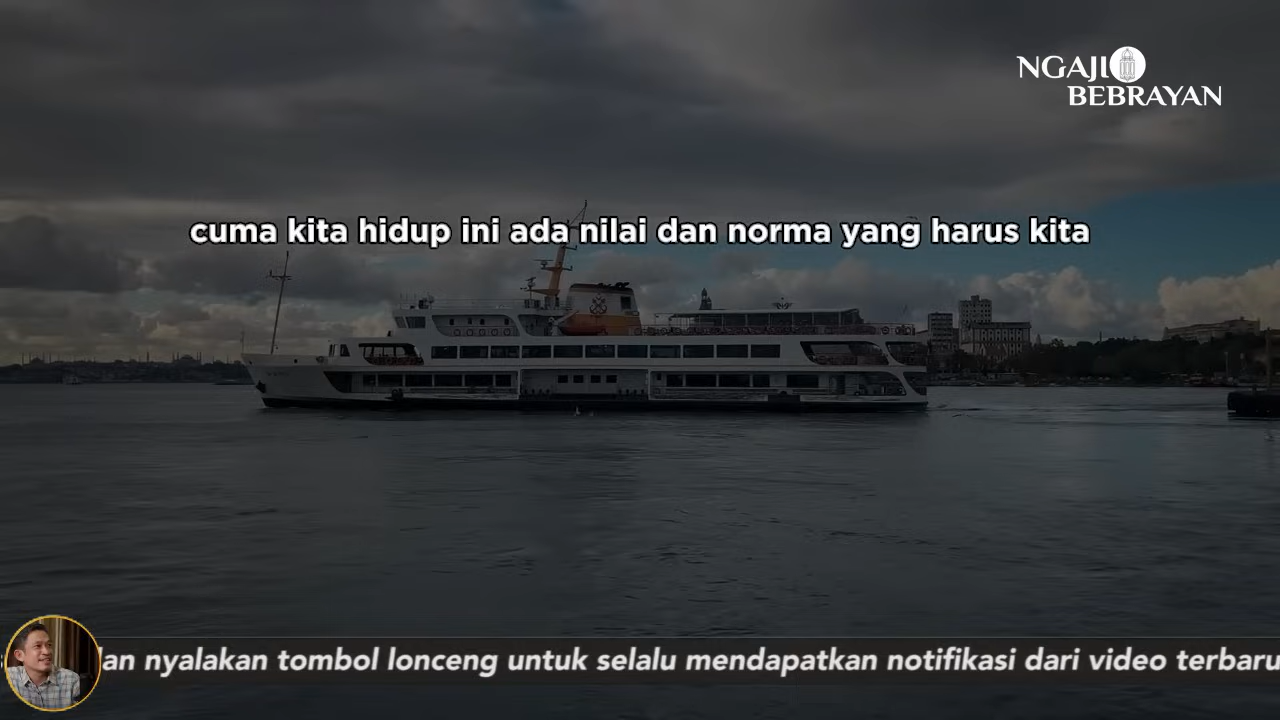 NGAJI
BEBRAYAN
cuma kita hidup ini ada nilai dan norma yang harus kita
dan nyalakan tombol lonceng untuk selalu mendapatkan notifikasi dari video terbaru